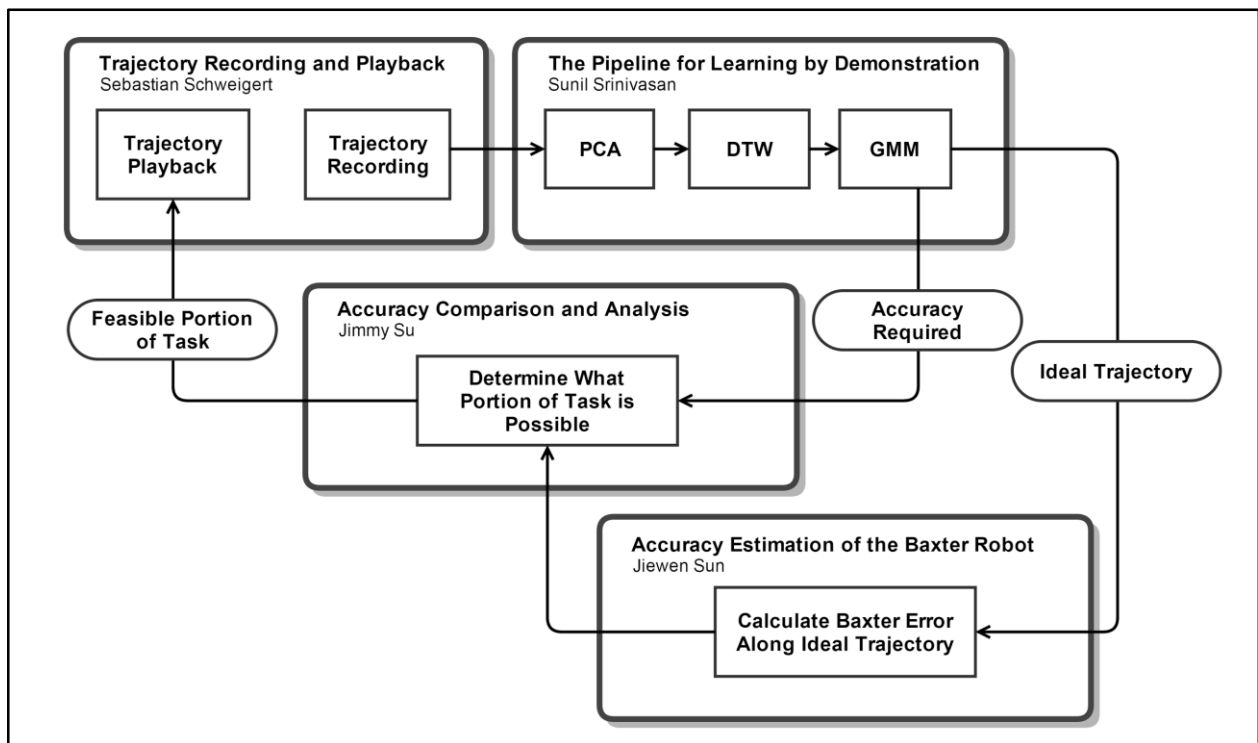 Trajectory Recording and Playback
Sebastian Schweigert
Trajectory
Playback
Trajectory
Recording
The Pipeline for Learning by Demonstration
Sunil Srinivasan
PCA
DTW
GMM
Feasible Portion
of Task
Accuracy Comparison and Analysis
Jimmy Su
Determine What
Portion of Task is
Possible
Accuracy
Required
Ideal Trajectory
Accuracy Estimation of the Baxter Robot
Jiewen Sun
Calculate Baxter Error
Along Ideal Trajectory